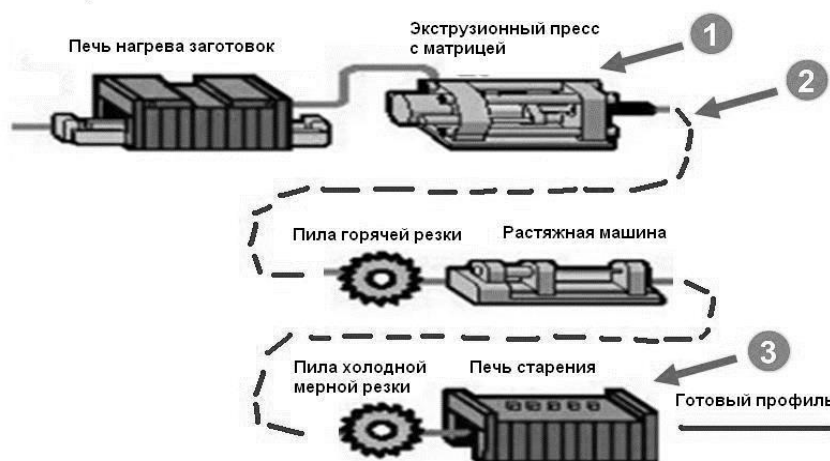 Печь нагрева заготовок
Экструзионный пресс
с матрицей
1
2
Пила горячей резки
Растяжная машина
3
Пила холодной
мерной резки
Печь старения
Готовый профиль